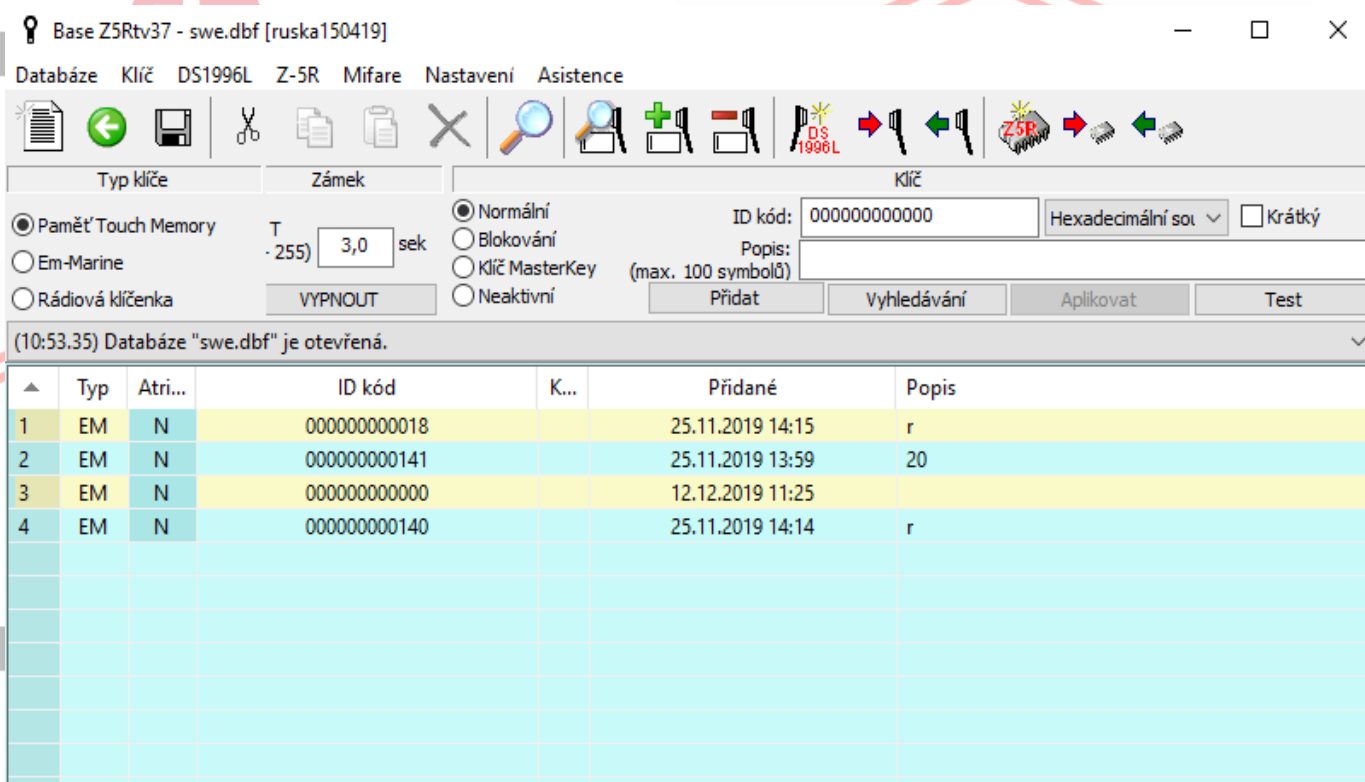 Base Z5Rtv37 - swe.dbf [ruska150419]
Databáze Klíč DS1996L Z-5R Mifare Nastavení Asistence
DS 1996L Z5R
Typ klíče Zámek Klíč
Paměť Touch Memory
Em-Marine
Rádiová klíčenka
T
- 255) 3,0 sek
VYPNOUT
Normální
Blokování
Klíč MasterKey
Neaktivní
ID kód: 000000000000 Hexadecimální sou Krátký
Popis:
(max. 100 symbolů)
Přidat Vyhledávání Aplikovat Test
(10:53.35) Databáze "swe.dbf" je otevřená.
Typ Atri... ID kód K... Přidané Popis
1 EM N 000000000018 25.11.2019 14:15 r
2 EM N 000000000141 25.11.2019 13:59 20
3 EM N 000000000000 12.12.2019 11:25
4 EM N 000000000140 25.11.2019 14:14 r